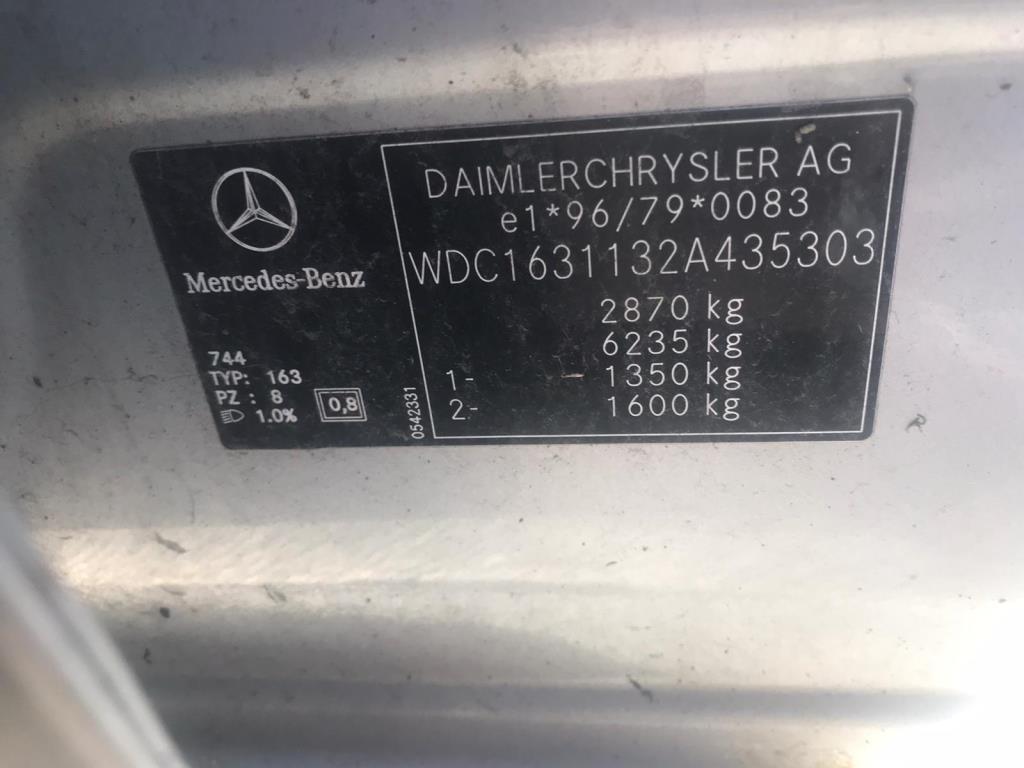 Mercedes-Benz
744
TYP: 163
PZ : 8
1.0%
0,8
0542331
DAIMLERCHRYSLER AG
e1*96/79*0083
WDC1631132A435303
2870 kg
6235 kg
1- - 1350 kg
2- 1600 kg